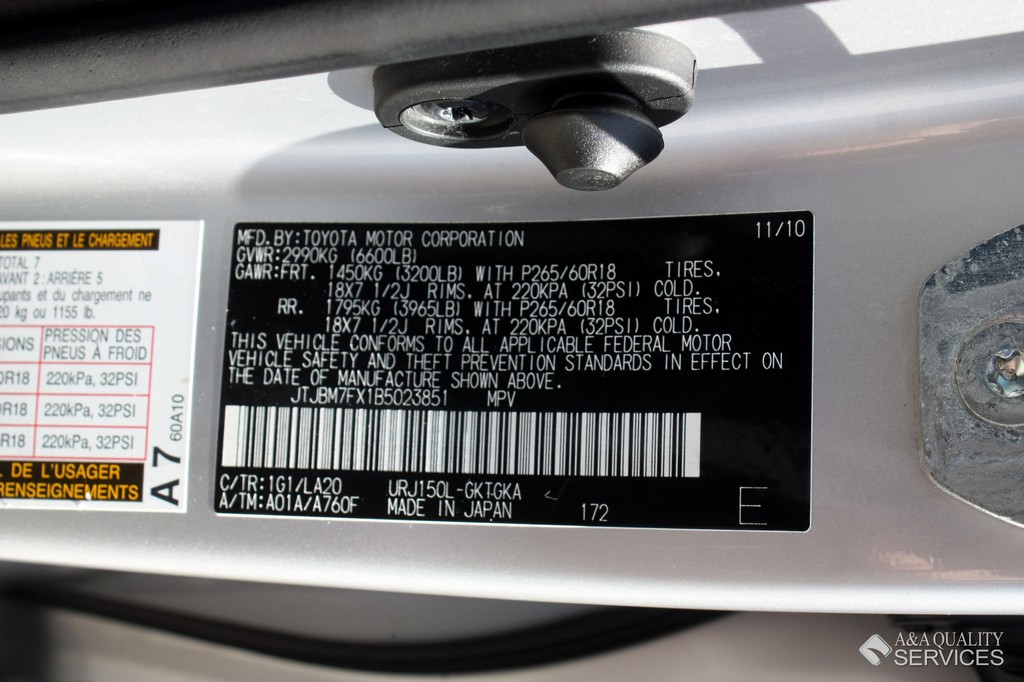 LES PNEUS ET LE CHARGEMENT
TOTAL 7
AVANT 2: ARRIÈRE 5
upants et du chargement ne
20 kg ou 1155 lb.
SIONS PRESSION DES PNEUS À FROID
0R18 220kPa, 32PSI
0R18 220kPa, 32PSI
R18 220kPa, 32PSI
L DE L'USAGER
RENSEIGNEMENTS
A7 60A10
MFD. BY: TOYOTA MOTOR CORPORATION 11/10
GVWR: 2990KG (6600LB)
GAWR: FRT. 1450KG (3200LB) WITH P265/60R18 TIRES,
18X7 1/2J RIMS, AT 220KPA (32PSI) COLD.
RR. 1795KG (3965LB) WITH P265/60R18 TIRES,
18X7 1/2J RIMS, AT 220KPA (32PSI) COLD.
THIS VEHICLE CONFORMS TO ALL APPLICABLE FEDERAL MOTOR
VEHICLE SAFETY AND THEFT PREVENTION STANDARDS IN EFFECT ON
THE DATE OF MANUFACTURE SHOWN ABOVE.
JTJBM7FX1B5023851 MPV
C/TR: 1G1/LA20 URJ150L-GKTGKA
A/TM: A01A/A760F MADE IN JAPAN 172 E
A&A QUALITY
SERVICES